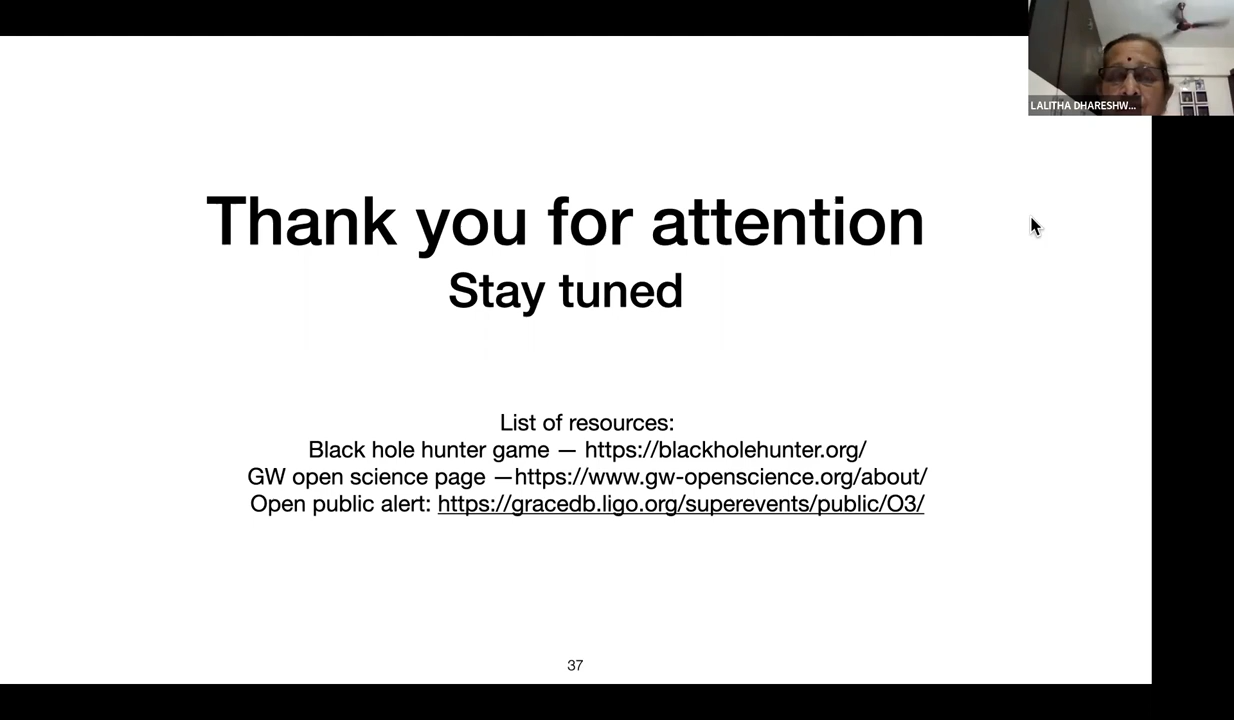 LALITHA DHARESHW...
Thank you for attention
Stay tuned
List of resources:
Black hole hunter game — https://blackholehunter.org/
GW open science page —https://www.gw-openscience.org/about/
Open public alert: https://gracedb.ligo.org/superevents/public/O3/
37